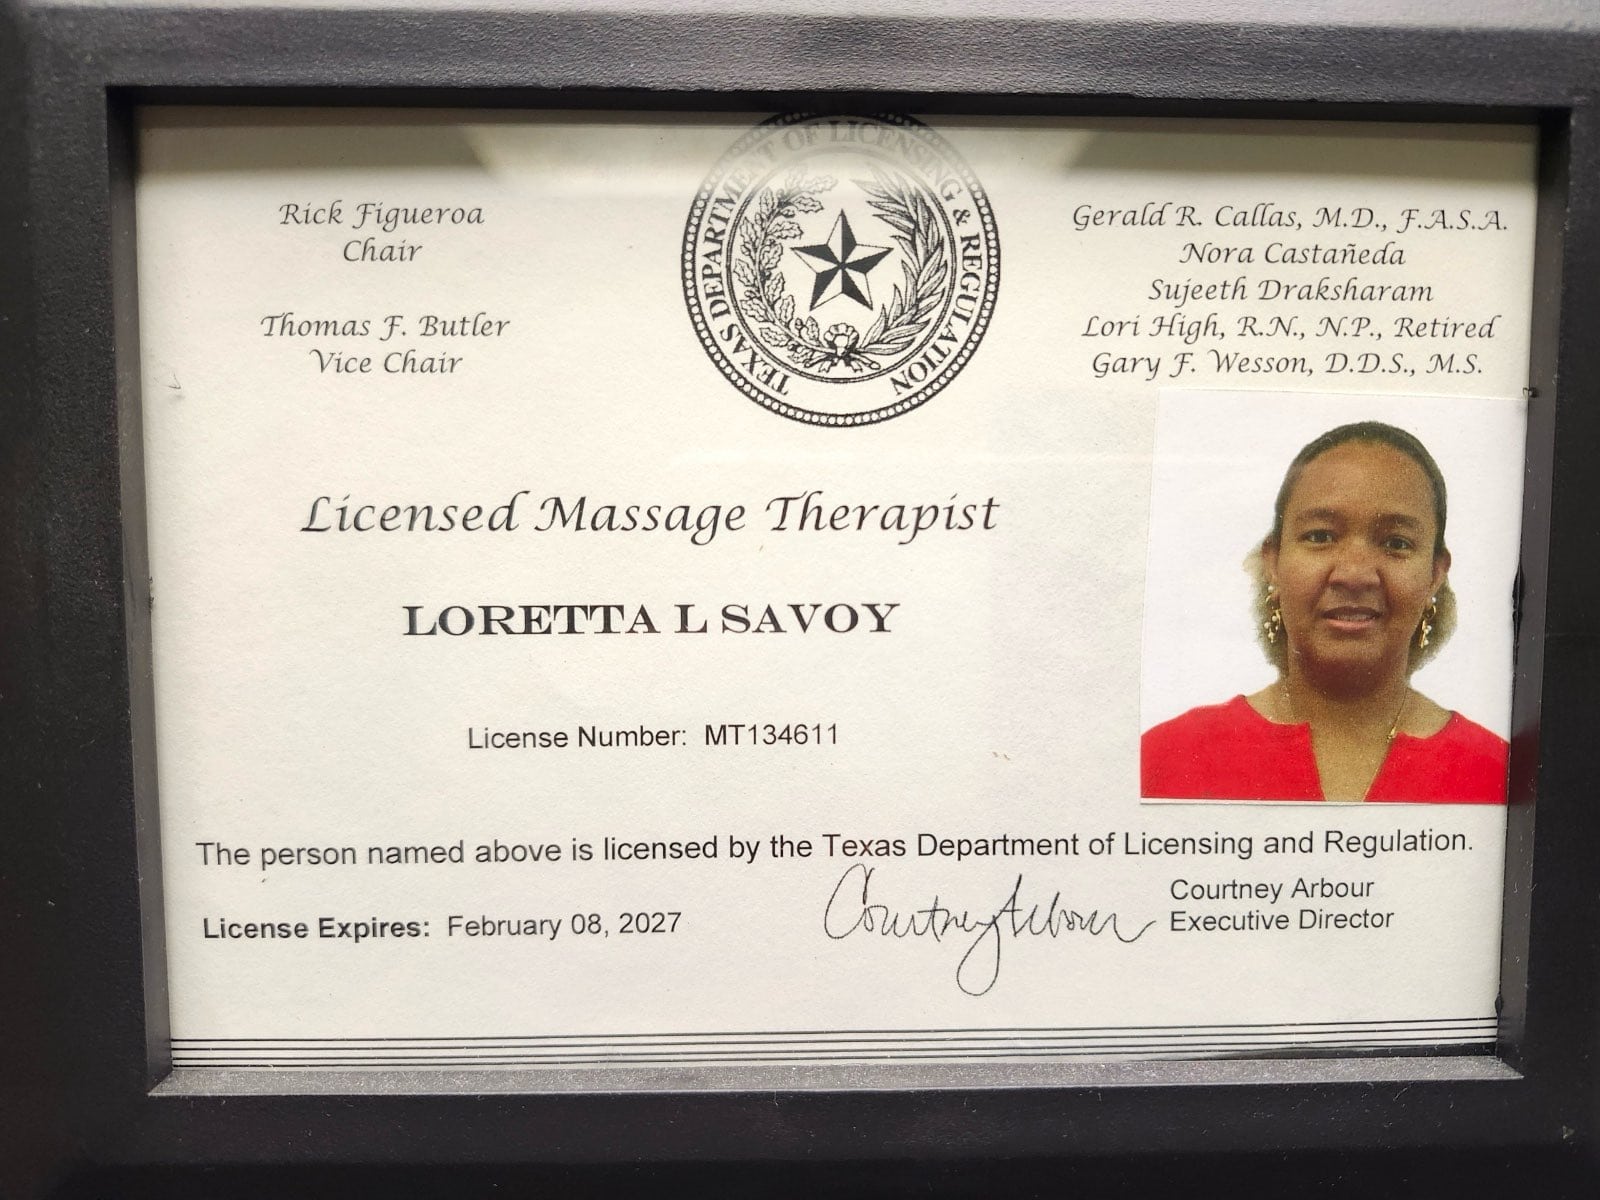 TEXAS DEPARTMENT OF LICENSING & REGULATION
Rick Figueroa
Chair
Thomas F. Butler
Vice Chair
Gerald R. Callas, M.D., F.A.S.A.
Nora Castañeda
Sujeeth Draksharam
Lori High, R.N., N.P., Retired
Gary F. Wesson, D.D.S., M.S.
Licensed Massage Therapist
LORETTA L SAVOY
License Number: MT134611
The person named above is licensed by the Texas Department of Licensing and Regulation.
License Expires: February 08, 2027
Courtney Arbour
Courtney Arbour
Executive Director